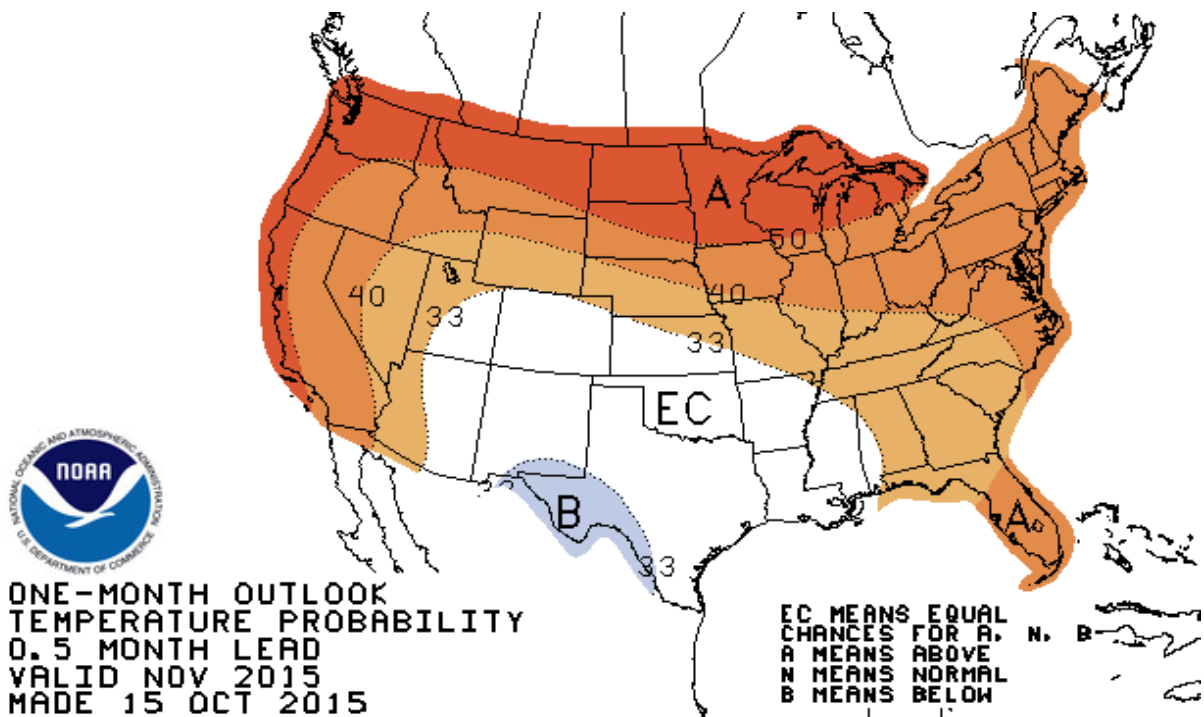 A
50
40
40
33
33
EC
B
33
A
NOAA
NATIONAL OCEANIC AND ATMOSPHERIC ADMINISTRATION
U.S. DEPARTMENT OF COMMERCE
ONE-MONTH OUTLOOK
TEMPERATURE PROBABILITY
0.5 MONTH LEAD
VALID NOV 2015
MADE 15 OCT 2015
EC MEANS EQUAL
CHANCES FOR A, N, B
A MEANS ABOVE
N MEANS NORMAL
B MEANS BELOW